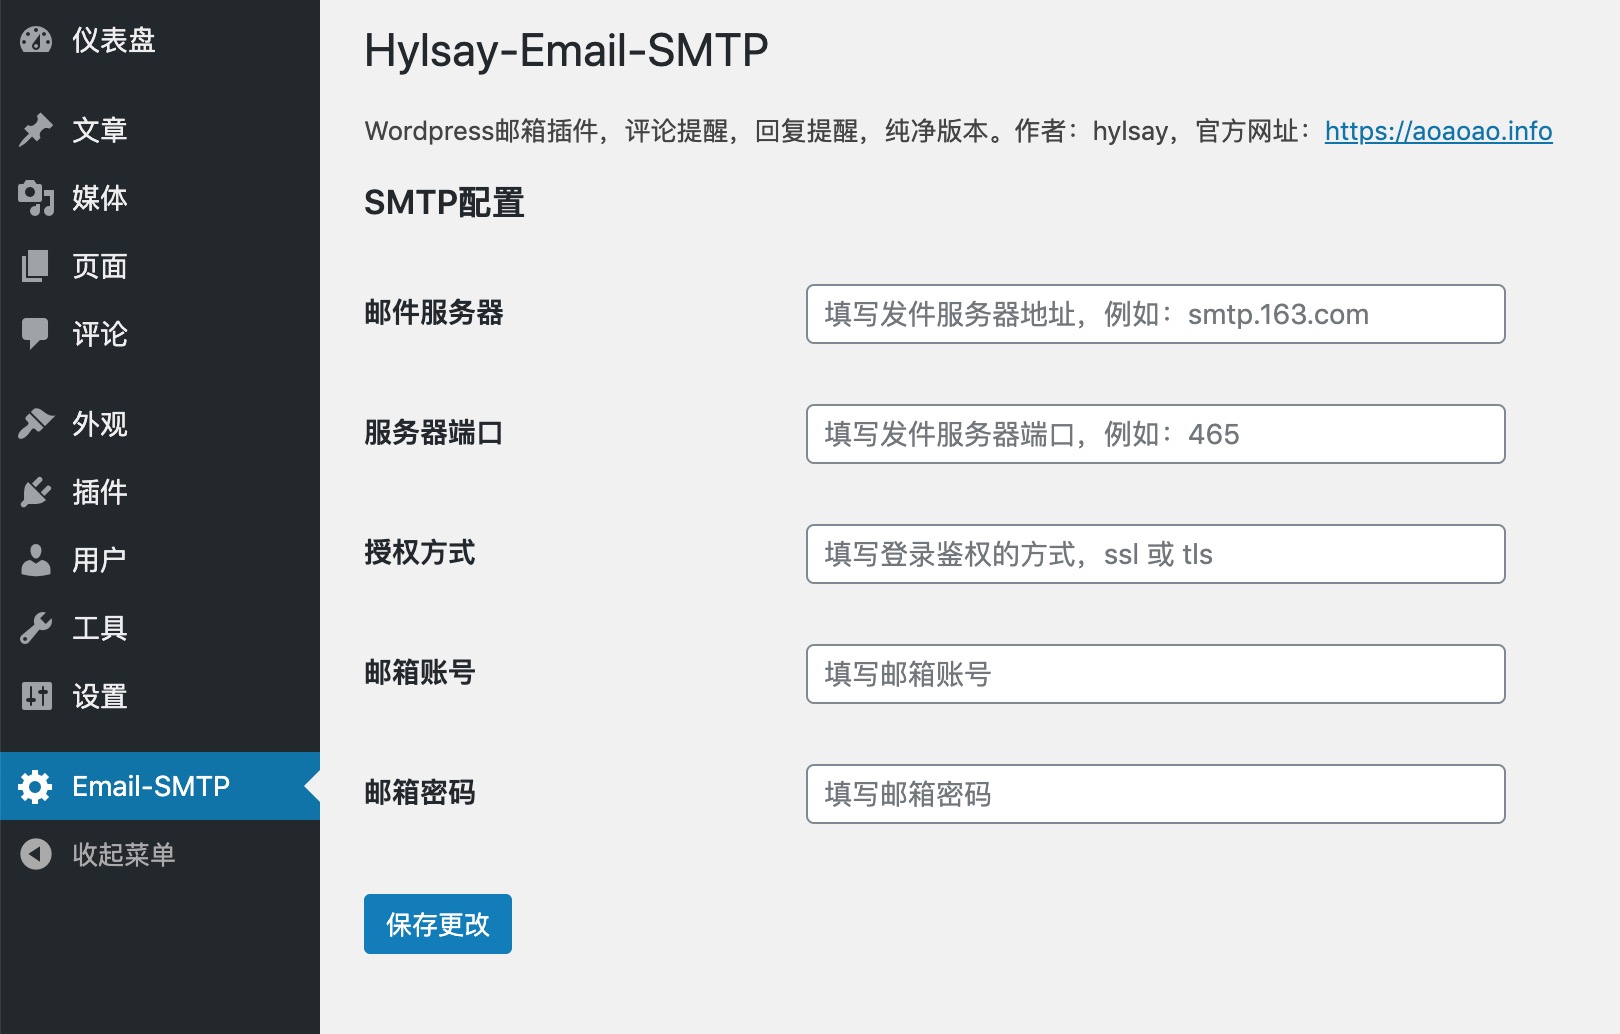 仪表盘
文章
媒体
页面
评论
外观
插件
用户
工具
设置
Email-SMTP
收起菜单
Hylsay-Email-SMTP
Wordpress邮箱插件，评论提醒，回复提醒，纯净版本。作者：hylsay，官方网址：https://aoaoao.info
SMTP配置
邮件服务器
填写发件服务器地址，例如：smtp.163.com
服务器端口
填写发件服务器端口，例如：465
授权方式
填写登录鉴权的方式，ssl 或 tls
邮箱账号
填写邮箱账号
邮箱密码
填写邮箱密码
保存更改